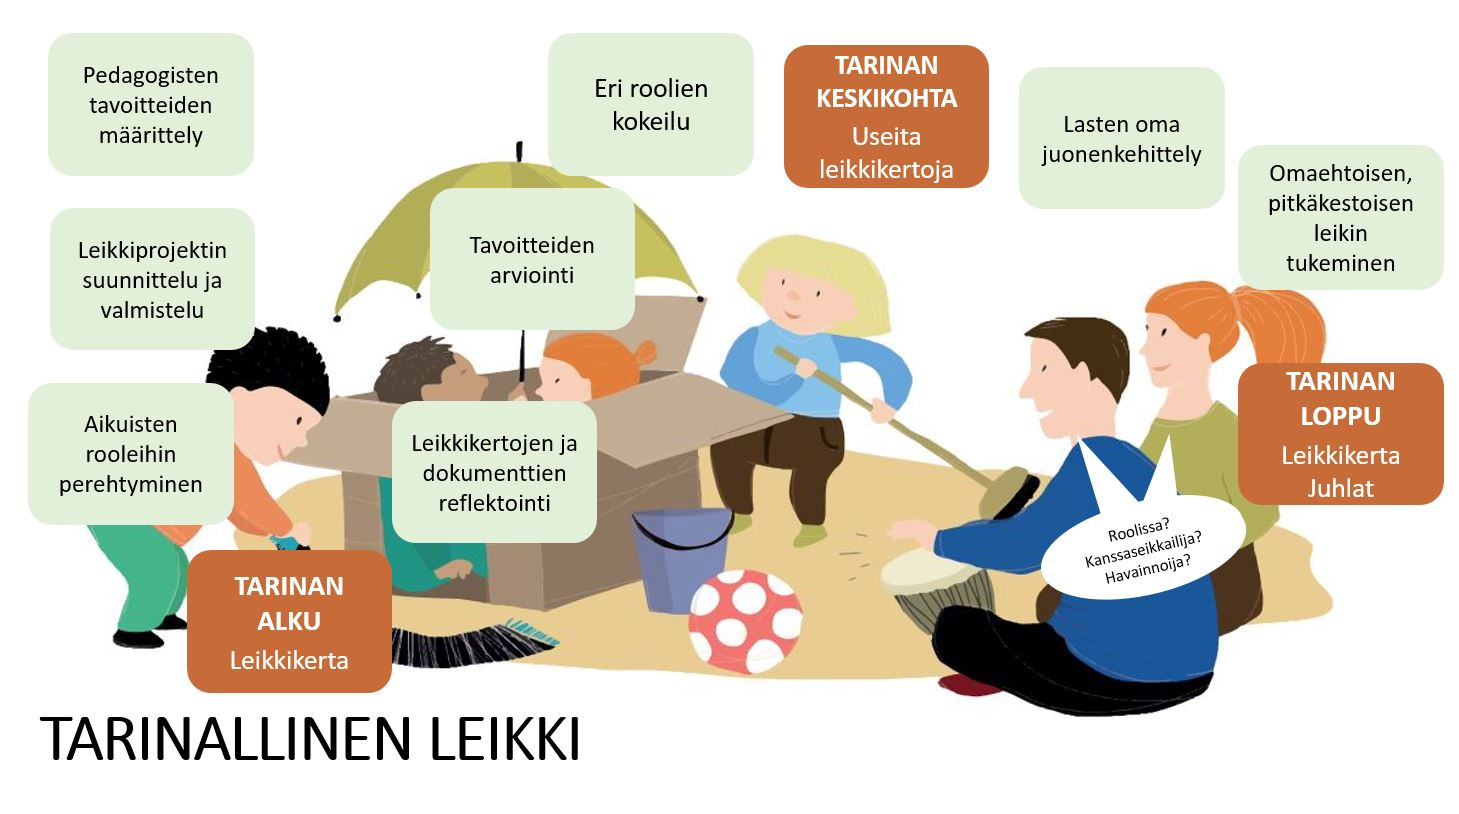 Pedagogisten
tavoitteiden
määrittely
Leikkiprojektin
suunnittelu ja
valmistelu
Aikuisten
rooleihin
perehtyminen
TARINAN
ALKU
Leikkikerta
Eri roolien
kokeilu
Tavoitteiden
arviointi
Leikkikertojen ja
dokumenttien
reflektointi
TARINAN
KESKIKOHTA
Useita
leikkikertoja
Lasten oma
juonenkehittely
Omaehtoisen,
pitkäkestoisen
leikin
tukeminen
TARINAN
LOPPU
Leikkikerta
Juhlat
Roolissa?
Kanssaseikkailija?
Havainnoija?
TARINALLINEN LEIKKI